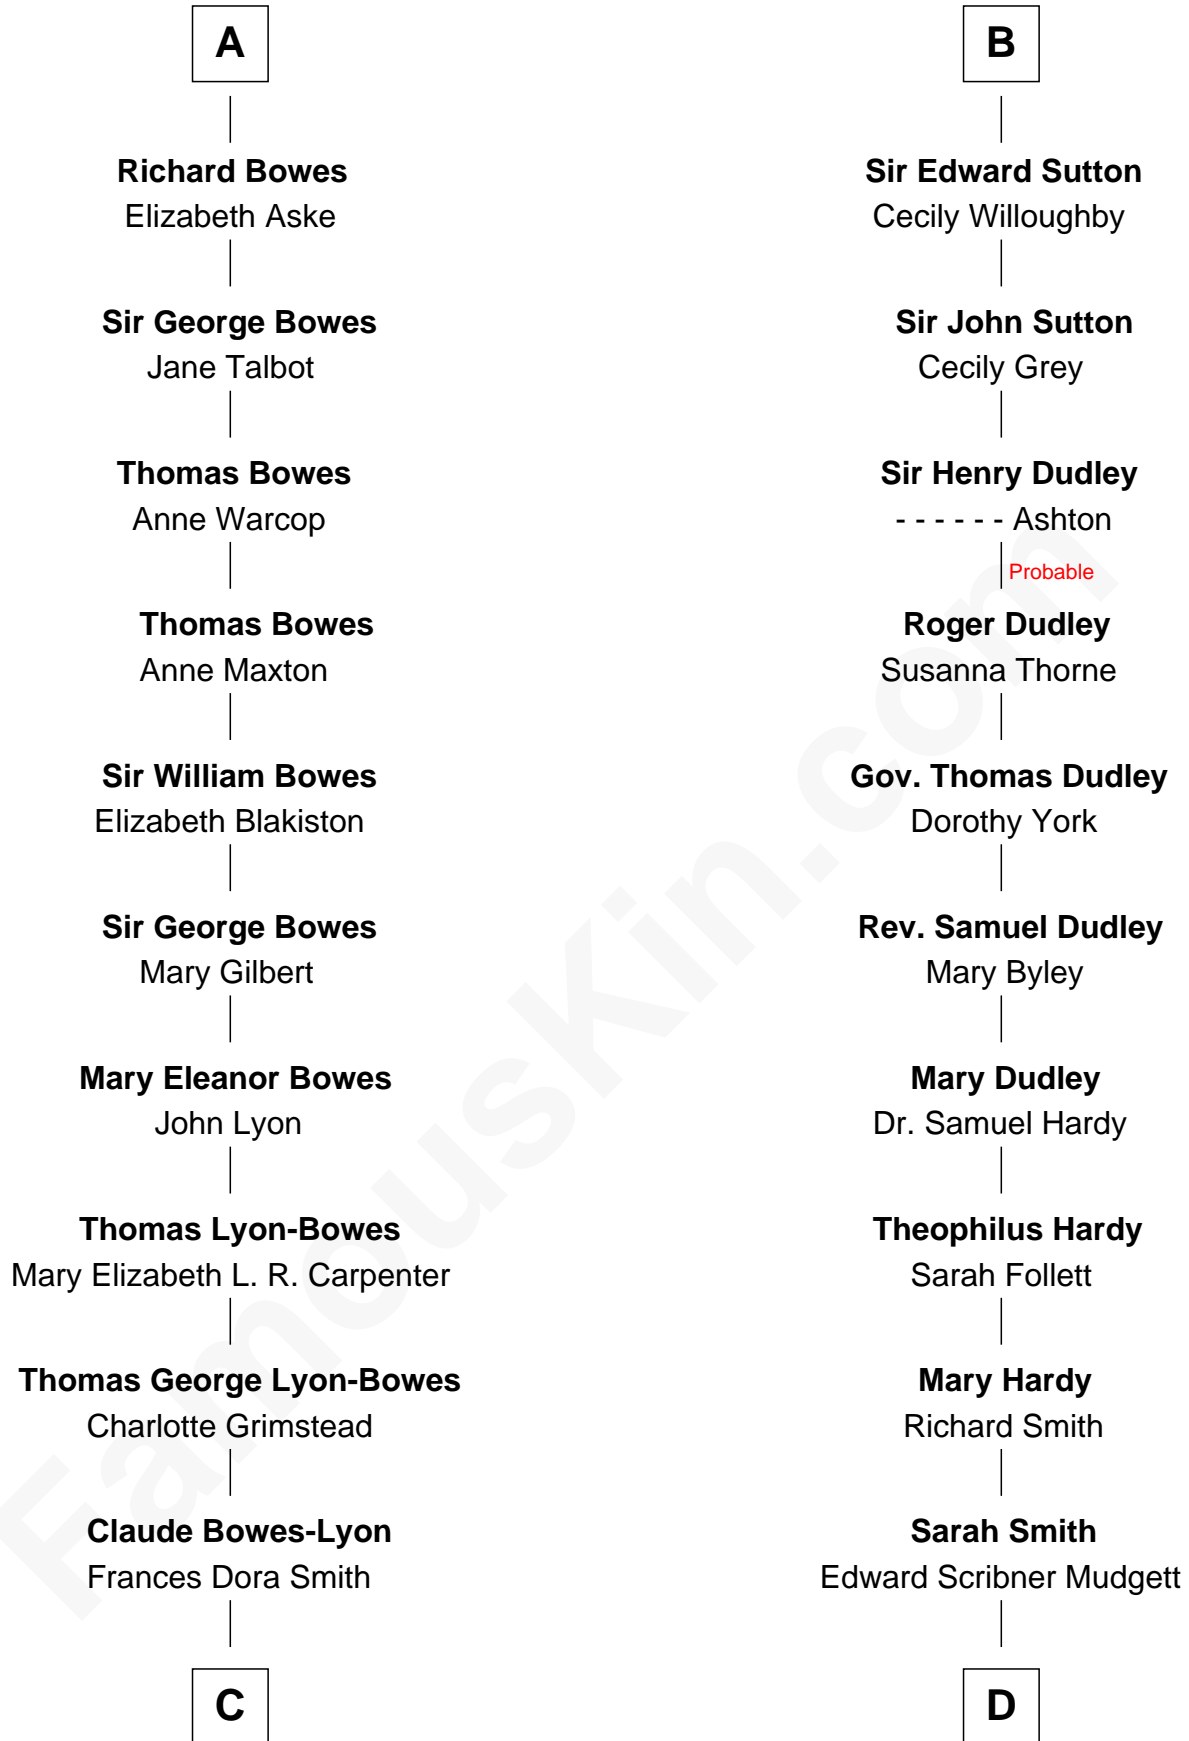 A
Richard Bowes
Elizabeth Aske
Sir George Bowes
Jane Talbot
Thomas Bowes
Anne Warcop
Thomas Bowes
Anne Maxton
Sir William Bowes
Elizabeth Blakiston
Sir George Bowes
Mary Gilbert
Mary Eleanor Bowes
John Lyon
Thomas Lyon-Bowes
Mary Elizabeth L. R. Carpenter
Thomas George Lyon-Bowes
Charlotte Grimstead
Claude Bowes-Lyon
Frances Dora Smith
C
B
Sir Edward Sutton
Cecily Willoughby
Sir John Sutton
Cecily Grey
Sir Henry Dudley
- - - - - - Ashton
Probable
Roger Dudley
Susanna Thorne
Gov. Thomas Dudley
Dorothy York
Rev. Samuel Dudley
Mary Byley
Mary Dudley
Dr. Samuel Hardy
Theophilus Hardy
Sarah Follett
Mary Hardy
Richard Smith
Sarah Smith
Edward Scribner Mudgett
D
FamousKin.com